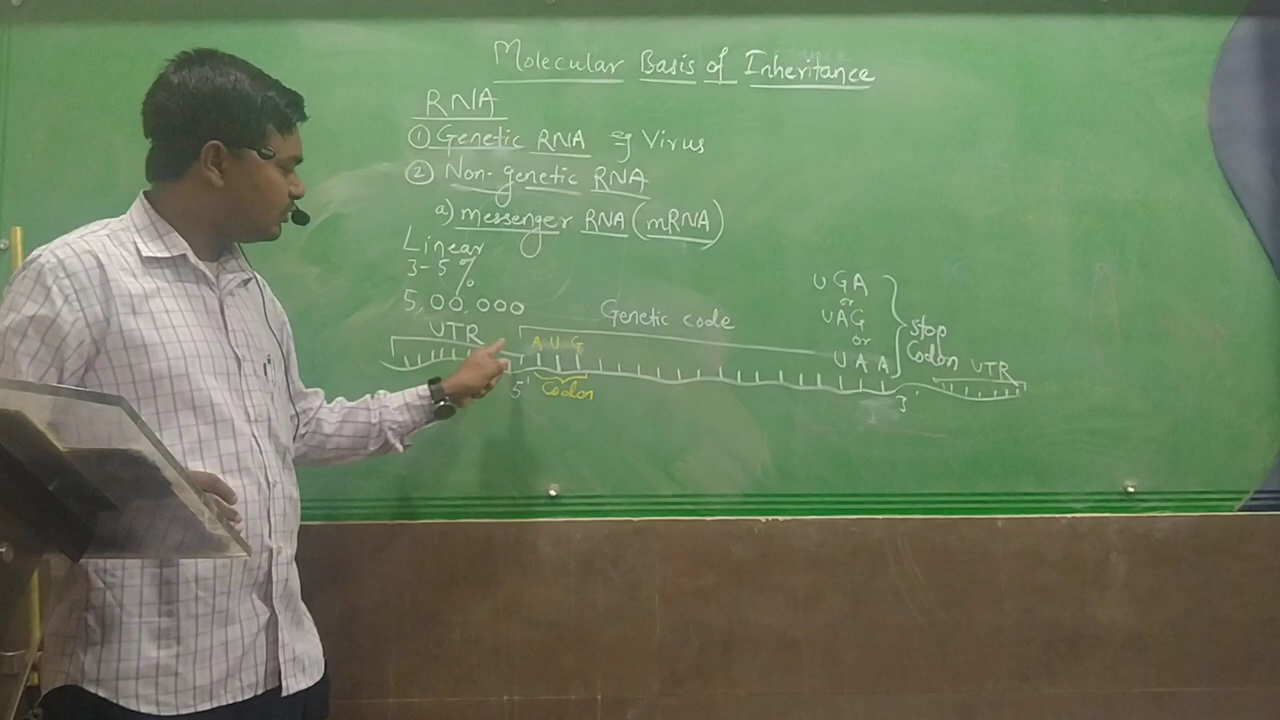 Molecular Basis of Inheritance
RNA
① Genetic RNA eg Virus
② Non-genetic RNA
a) messenger RNA (mRNA)
Linear
3-5 %
5,00,000
UTR
Genetic code
A U G
Codon
5'
UGA
or
UAG
or
UAA
Stop
Codon
UTR
3'